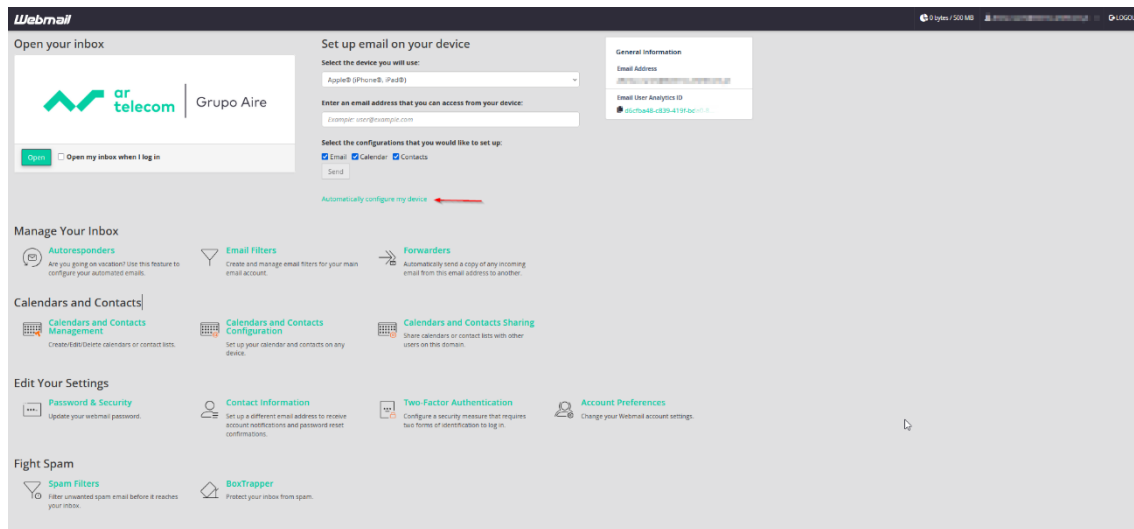 Webmail
0 bytes / 500 MB
LOGOU
Open your inbox
ar
telecom
Grupo Aire
Open
Open my inbox when I log in
Set up email on your device
Select the device you will use:
Apple® (iPhone®, iPad®)
Enter an email address that you can access from your device:
Example: user@example.com
Select the configurations that you would like to set up:
Email Calendar Contacts
Send
Automatically configure my device
General Information
Email Address
Email User Analytics ID
Manage Your Inbox
Autoresponders
Are you going on vacation? Use this feature to
configure your automated emails.
Email Filters
Create and manage email filters for your main
email account.
Forwarders
Automatically send a copy of any incoming
email from this email address to another.
Calendars and Contacts
Calendars and Contacts
Management
Create/Edit/Delete calendars or contact lists.
Calendars and Contacts
Configuration
Set up your calendar and contacts on any
device.
Calendars and Contacts Sharing
Share calendars or contact lists with other
users on this domain.
Edit Your Settings
Password & Security
Update your webmail password.
Contact Information
Set up a different email address to receive
account notifications and password reset
confirmations.
Two-Factor Authentication
Configure a security measure that requires
two forms of identification to log in.
Account Preferences
Change your Webmail account settings.
Fight Spam
Spam Filters
Filter unwanted spam email before it reaches
your inbox.
BoxTrapper
Protect your inbox from spam.